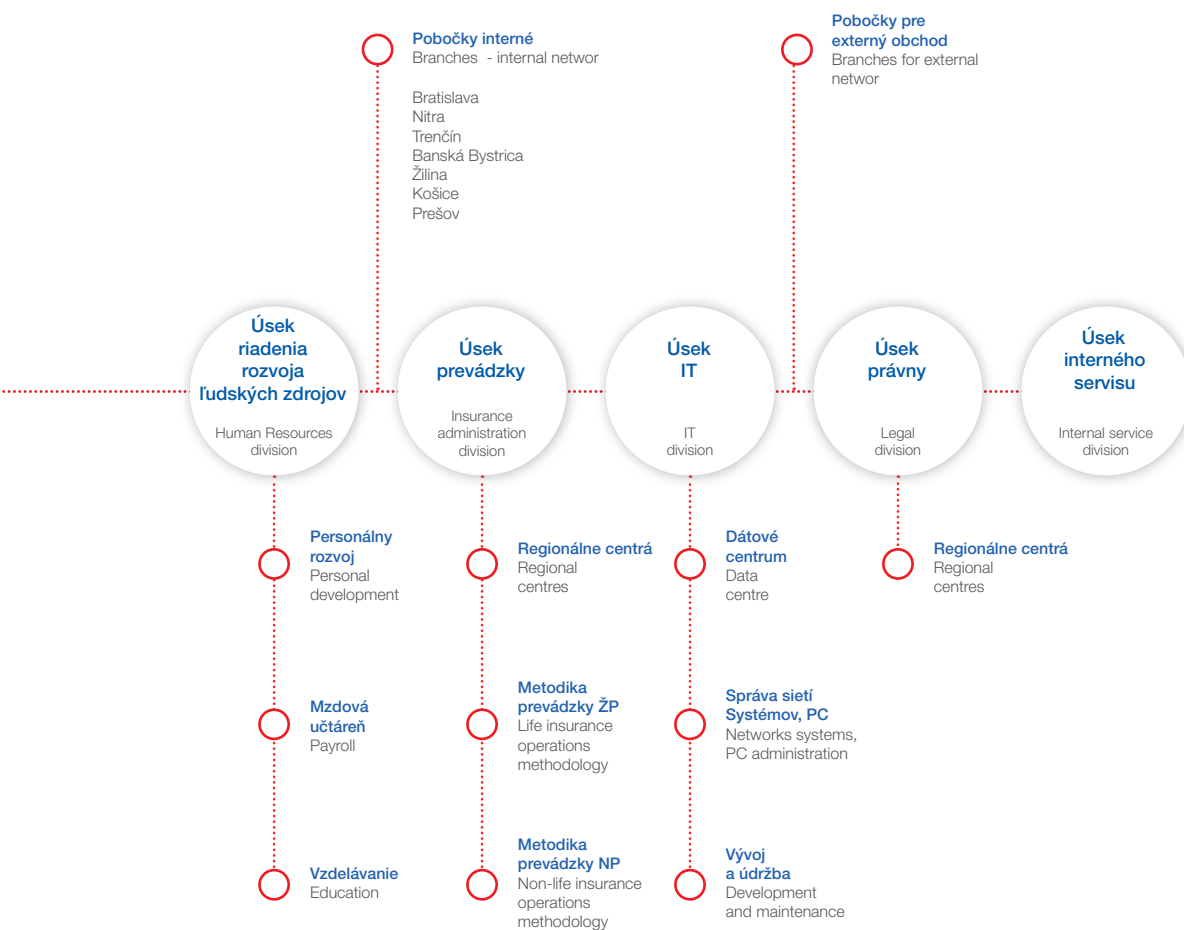 Pobočky interné
Branches  - internal networ
Bratislava
Nitra
Trenčín
Banská Bystrica
Žilina
Košice
Prešov
Pobočky pre
externý obchod
Branches for external
networ
Úsek
riadenia
rozvoja
ľudských zdrojov
Human Resources
division
Úsek
prevádzky
Insurance
administration
division
Úsek
IT
IT
division
Úsek
právny
Legal
division
Úsek
interného
servisu
Internal service
division
Personálny
rozvoj
Personal
development
Mzdová
učtáreň
Payroll
Vzdelávanie
Education
Regionálne centrá
Regional
centres
Metodika
prevádzky ŽP
Life insurance
operations
methodology
Metodika
prevádzky NP
Non-life insurance
operations
methodology
Dátové
centrum
Data
centre
Správa sietí
Systémov, PC
Networks systems,
PC administration
Vývoj
a údržba
Development
and maintenance
Regionálne centrá
Regional
centres